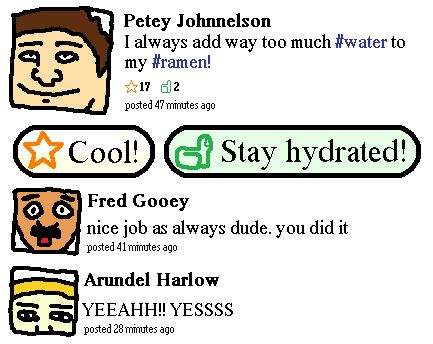 Petey Johnnelson
I always add way too much #water to
my #ramen!
17 2
posted 47 minutes ago
Cool! Stay hydrated!
Fred Gooey
nice job as always dude. you did it
posted 41 minutes ago
Arundel Harlow
YEEAHH!! YESSSS
posted 28 minutes ago